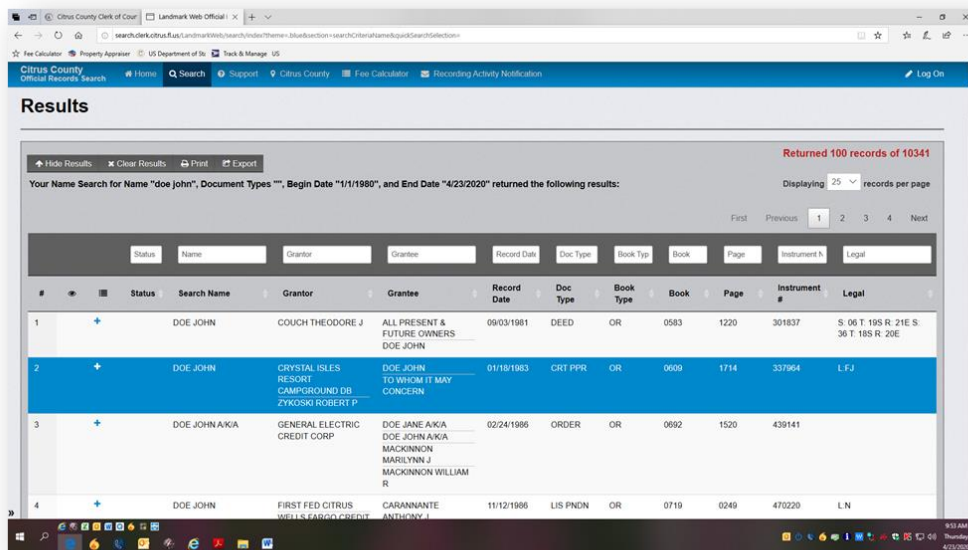 Citrus County Clerk of Cour
Landmark Web Official I
search.clerk.citrus.fl.us/LandmarkWeb/search/index?theme=.blue&section=searchCriteriaName&quickSearchSelection=
Fee Calculator Property Appraiser US Department of St Track & Manage US
Citrus County
Official Records Search
Home Search Support Citrus County Fee Calculator Recording Activity Notification Log On
Results
Returned 100 records of 10341
Hide Results Clear Results Print Export
Your Name Search for Name "doe john", Document Types "", Begin Date "1/1/1980", and End Date "4/23/2020" returned the following results:
Displaying 25 records per page
First Previous 1 2 3 4 Next
Status Name Grantor Grantee Record Date Doc Type Book Typ Book Page Instrument N Legal
# Status Search Name Grantor Grantee Record Date Doc Type Book Type Book Page Instrument # Legal
1 DOE JOHN COUCH THEODORE J ALL PRESENT & 09/03/1981 DEED OR 0583 1220 301837 S: 06 T: 19S R: 21E S:
FUTURE OWNERS 36 T: 18S R: 20E
DOE JOHN
2 DOE JOHN CRYSTAL ISLES DOE JOHN 01/18/1983 CRT PPR OR 0609 1714 337964 L:FJ
RESORT TO WHOM IT MAY
CAMPGROUND DB CONCERN
ZYKOSKI ROBERT P
3 DOE JOHN A/K/A GENERAL ELECTRIC DOE JANE A/K/A 02/24/1986 ORDER OR 0692 1520 439141
CREDIT CORP DOE JOHN A/K/A
MACKINNON
MARILYNN J
MACKINNON WILLIAM
R
4 DOE JOHN FIRST FED CITRUS CARANNANTE 11/12/1986 LIS PNDN OR 0719 0249 470220 L:N
WELLS FARGO CREDIT ANTHONY J
9:53 AM
Thursday
4/23/2020